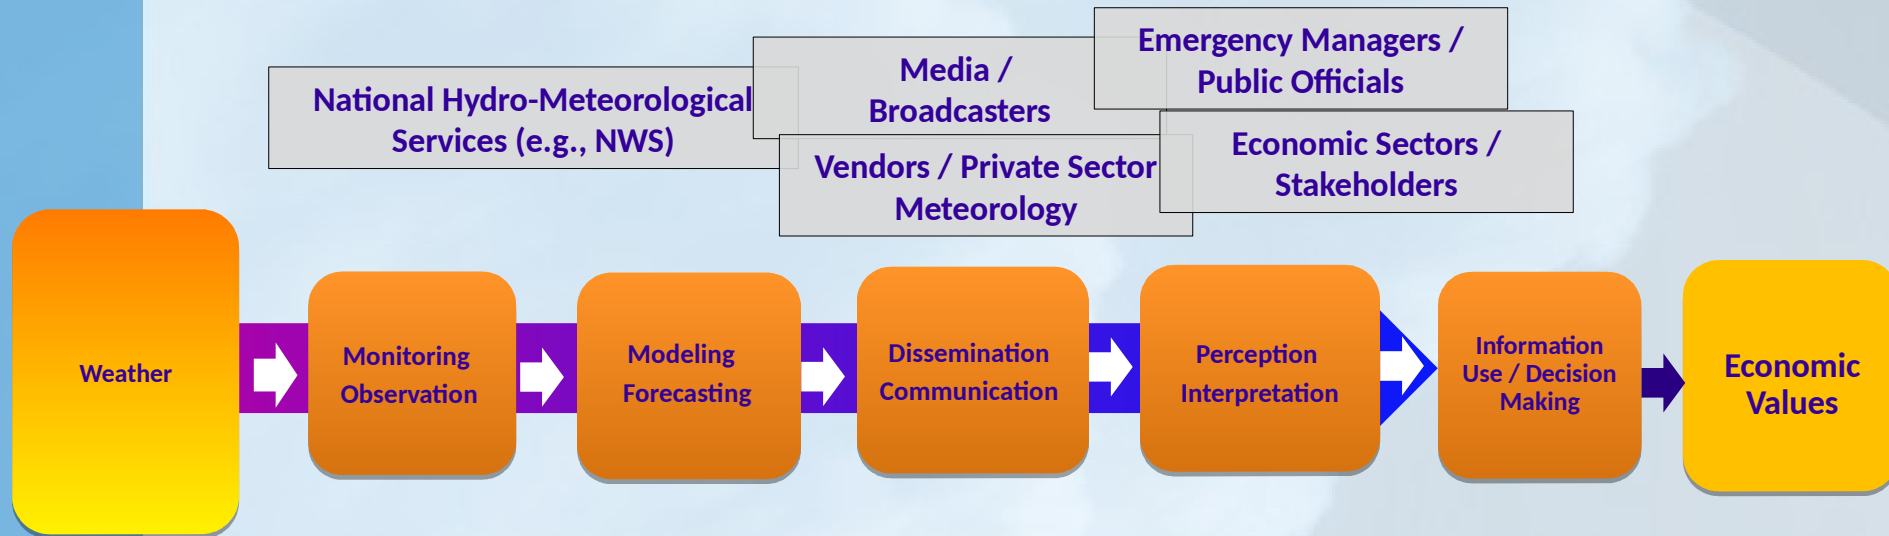 Emergency Managers /
Public Officials
Media /
Broadcasters
National Hydro-Meteorological
Services (e.g., NWS)
Economic Sectors /
Stakeholders
Vendors / Private Sector
Meteorology
Weather
Monitoring
Observation
Modeling
Forecasting
Dissemination
Communication
Perception
Interpretation
Information
Use / Decision
Making
Economic
Values